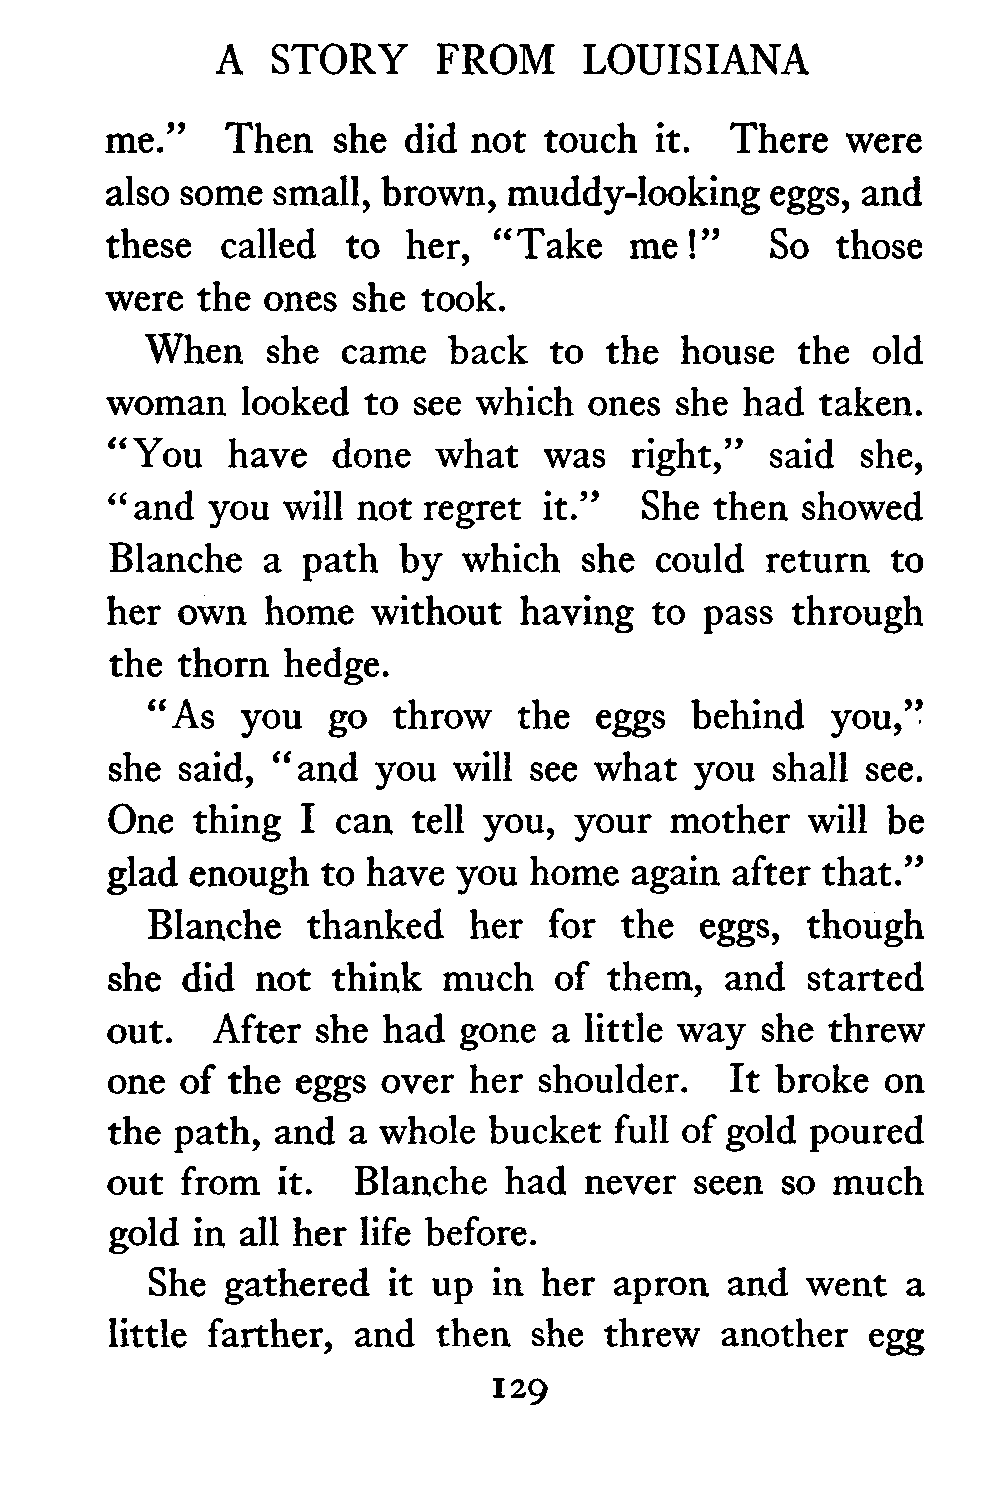 A STORY FROM LOUISIANA
me.” Then she did not touch it. There were
also some small, brown, muddy-looking eggs, and
these called to her, “Take me!” So those
were the ones she took.
When she came back to the house the old
woman looked to see which ones she had taken.
“You have done what was right,” said she,
“and you will not regret it.” She then showed
Blanche a path by which she could return to
her own home without having to pass through
the thorn hedge.
“As you go throw the eggs behind you,”
she said, “and you will see what you shall see.
One thing I can tell you, your mother will be
glad enough to have you home again after that.”
Blanche thanked her for the eggs, though
she did not think much of them, and started
out. After she had gone a little way she threw
one of the eggs over her shoulder. It broke on
the path, and a whole bucket full of gold poured
out from it. Blanche had never seen so much
gold in all her life before.
She gathered it up in her apron and went a
little farther, and then she threw another egg
129